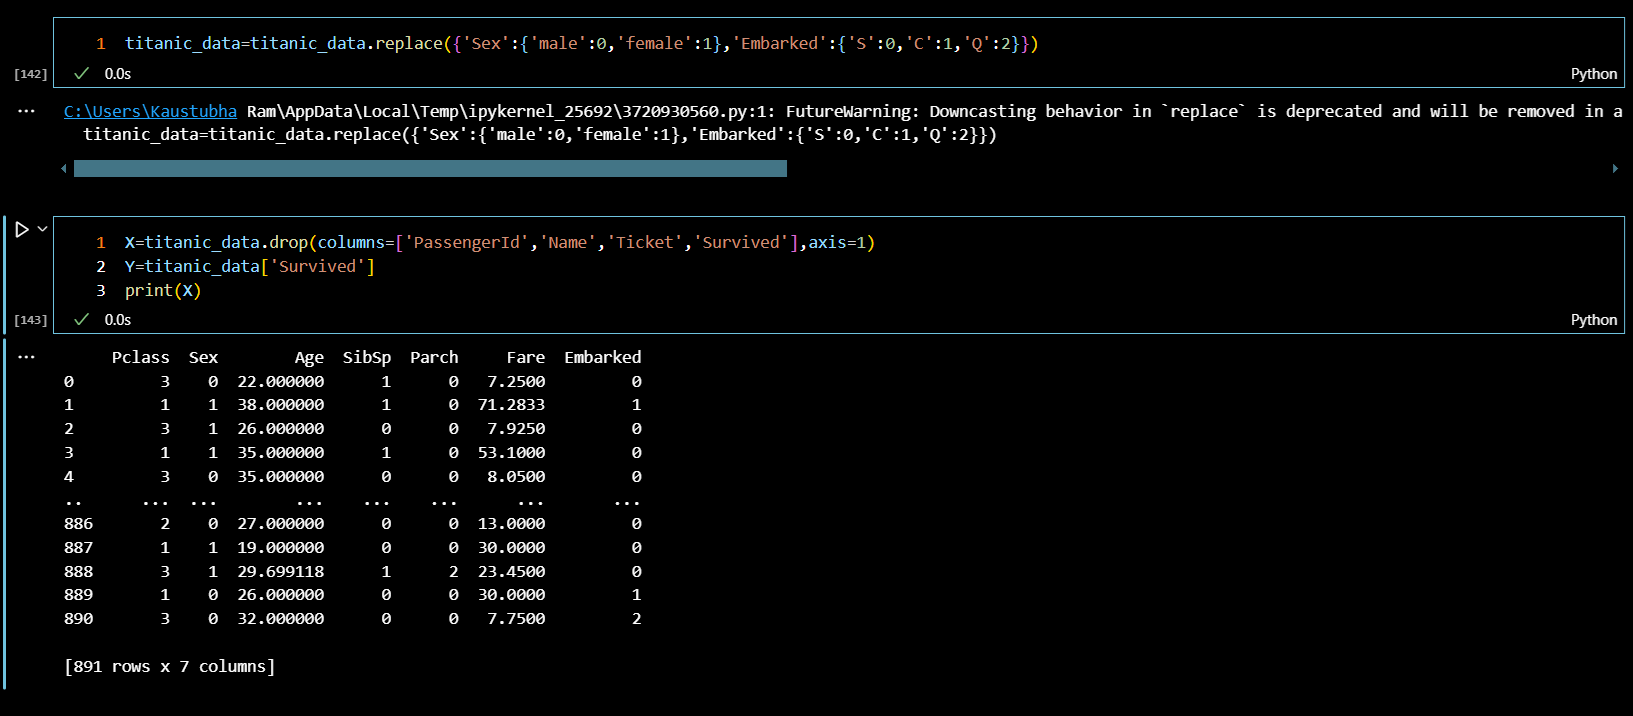 1 titanic_data=titanic_data.replace({'Sex':{'male':0,'female':1},'Embarked':{'S':0,'C':1,'Q':2}})
[142] 0.0s Python
... C:\Users\Kaustubha Ram\AppData\Local\Temp\ipykernel_25692\3720930560.py:1: FutureWarning: Downcasting behavior in `replace` is deprecated and will be removed in a
titanic_data=titanic_data.replace({'Sex':{'male':0,'female':1},'Embarked':{'S':0,'C':1,'Q':2}})
1 X=titanic_data.drop(columns=['PassengerId','Name','Ticket','Survived'],axis=1)
2 Y=titanic_data['Survived']
3 print(X)
[143] 0.0s Python
... Pclass Sex Age SibSp Parch Fare Embarked
0 3 0 22.000000 1 0 7.2500 0
1 1 1 38.000000 1 0 71.2833 1
2 3 1 26.000000 0 0 7.9250 0
3 1 1 35.000000 1 0 53.1000 0
4 3 0 35.000000 0 0 8.0500 0
.. ... ... ... ... ... ... ...
886 2 0 27.000000 0 0 13.0000 0
887 1 1 19.000000 0 0 30.0000 0
888 3 1 29.699118 1 2 23.4500 0
889 1 0 26.000000 0 0 30.0000 1
890 3 0 32.000000 0 0 7.7500 2
[891 rows x 7 columns]